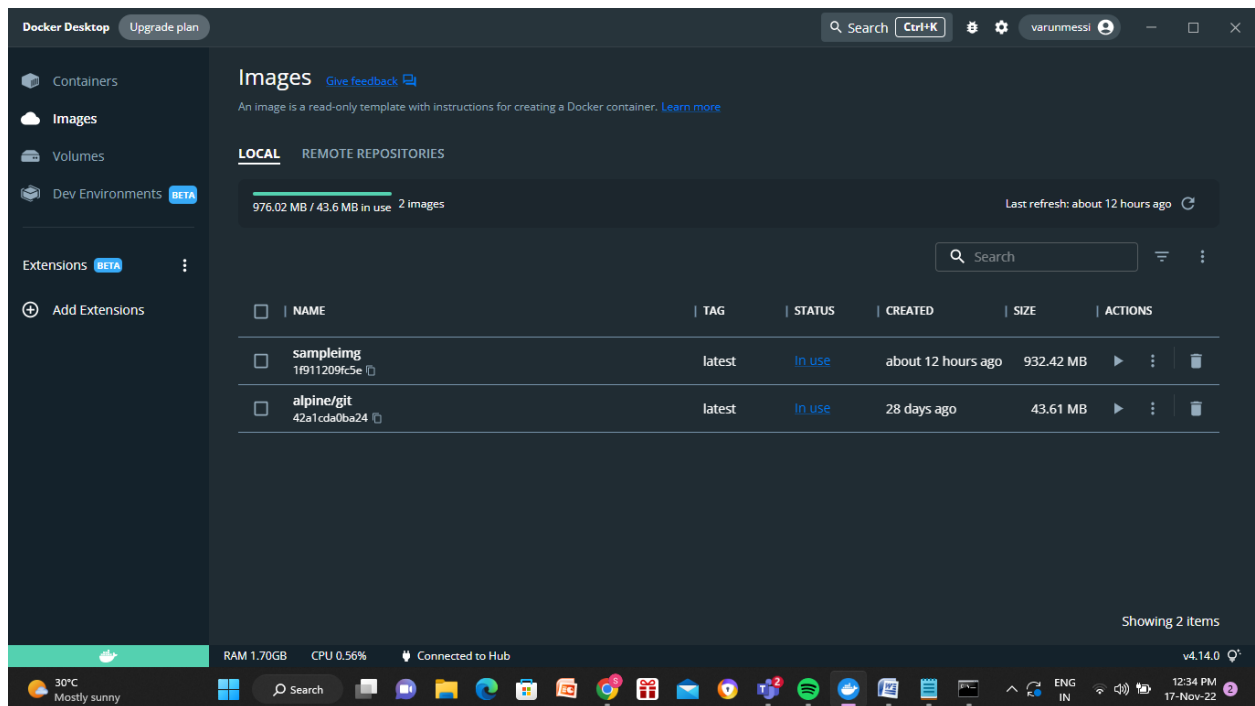 Docker Desktop Upgrade plan Search Ctrl+K varunmessi
Containers
Images
Volumes
Dev Environments BETA
Extensions BETA
Add Extensions
Images Give feedback
An image is a read-only template with instructions for creating a Docker container. Learn more
LOCAL REMOTE REPOSITORIES
976.02 MB / 43.6 MB in use 2 images Last refresh: about 12 hours ago
Search
NAME TAG STATUS CREATED SIZE ACTIONS
sampleimg
1f911209fc5e latest In use about 12 hours ago 932.42 MB
alpine/git
42a1cda0ba24 latest In use 28 days ago 43.61 MB
Showing 2 items
RAM 1.70GB CPU 0.56% Connected to Hub v4.14.0
30°C
Mostly sunny
Search
S
2
ENG
IN
12:34 PM
17-Nov-22
2